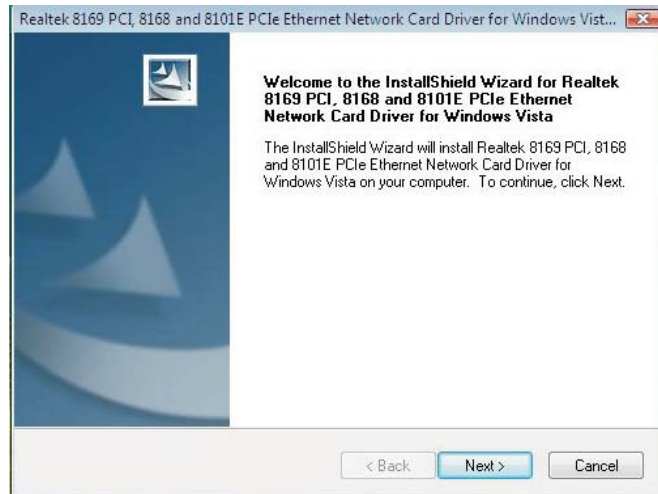 Realtek 8169 PCI, 8168 and 8101E PCIe Ethernet Network Card Driver for Windows Vist...
Welcome to the InstallShield Wizard for Realtek
8169 PCI, 8168 and 8101E PCIe Ethernet
Network Card Driver for Windows Vista
The InstallShield Wizard will install Realtek 8169 PCI, 8168
and 8101E PCIe Ethernet Network Card Driver for
Windows Vista on your computer.  To continue, click Next.
< Back
Next >
Cancel